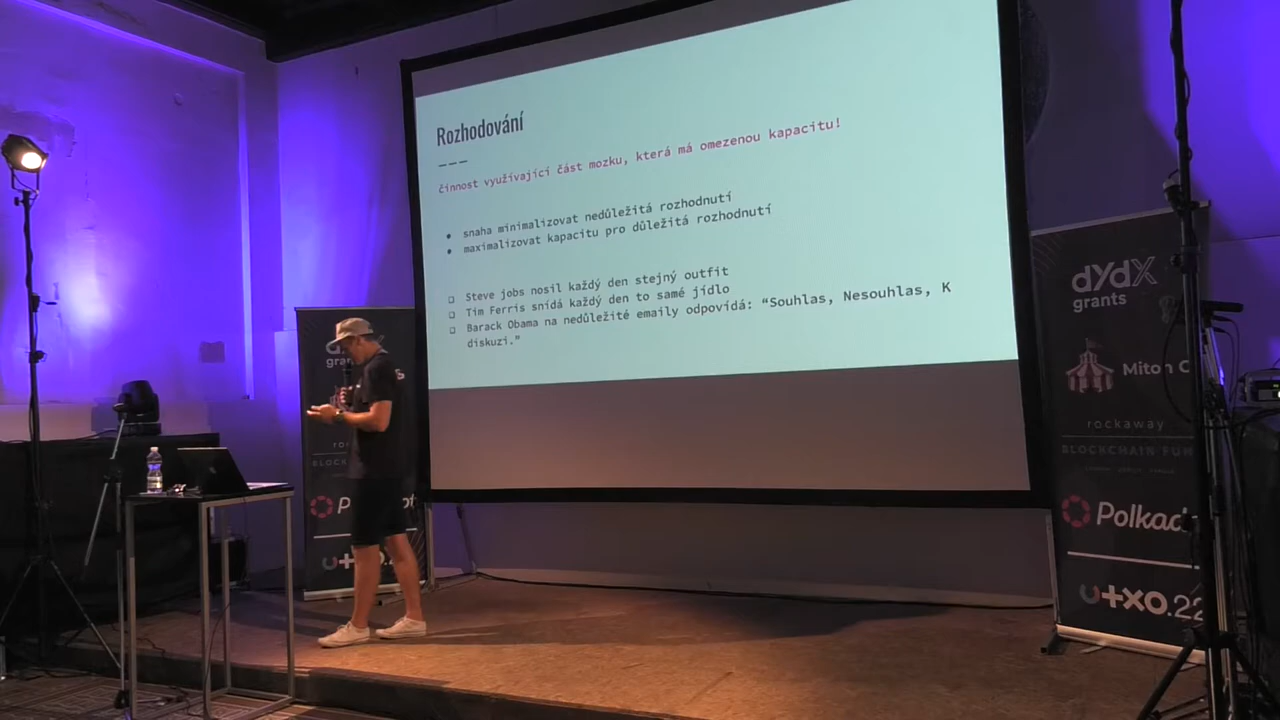 Rozhodování
———
činnost využívající část mozku, která má omezenou kapacitu!
● snaha minimalizovat nedůležitá rozhodnutí
● maximalizovat kapacitu pro důležitá rozhodnutí
❏ Steve jobs nosil každý den stejný outfit
❏ Tim Ferris snídá každý den to samé jídlo
❏ Barack Obama na nedůležité emaily odpovídá: “Souhlas, Nesouhlas, K
diskuzi.”
dydx
grants
Miton C
rockaway
BLOCKCHAIN FUN
Polkad
utxo.22